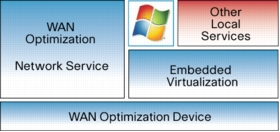 WAN
Optimization
Network Service
Other
Local
Services
Embedded
Virtualization
WAN Optimization Device